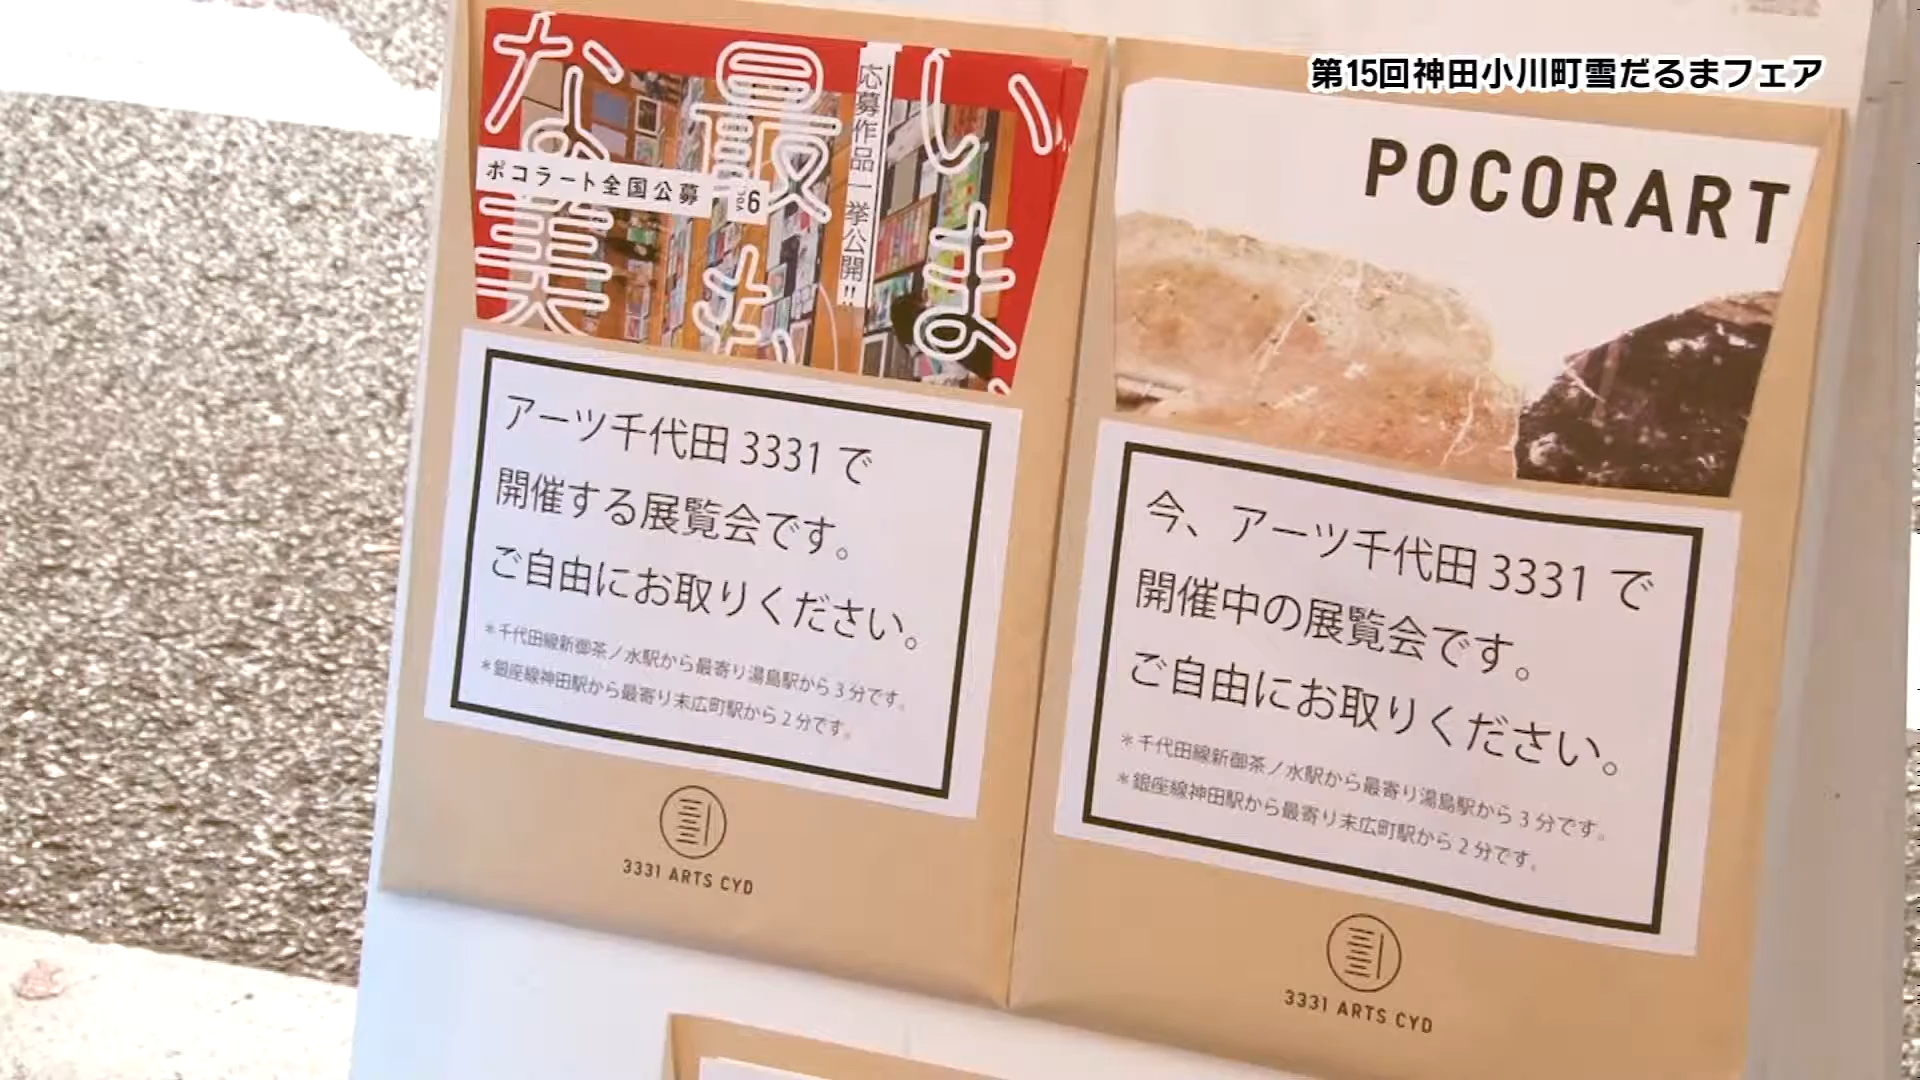 第15回神田小川町雪だるまフェア
いま、
最も
な美
応募作品一挙公開!!
ポコラート全国公募 VOL.6
アーツ千代田 3331 で
開催する展覧会です。
ご自由にお取りください。
*千代田線新御茶ノ水駅から最寄り湯島駅から 3 分です。
*銀座線神田駅から最寄り末広町駅から 2 分です。
3331 ARTS CYD
POCORART
今、アーツ千代田 3331 で
開催中の展覧会です。
ご自由にお取りください。
*千代田線新御茶ノ水駅から最寄り湯島駅から 3 分です。
*銀座線神田駅から最寄り末広町駅から 2 分です。
3331 ARTS CYD